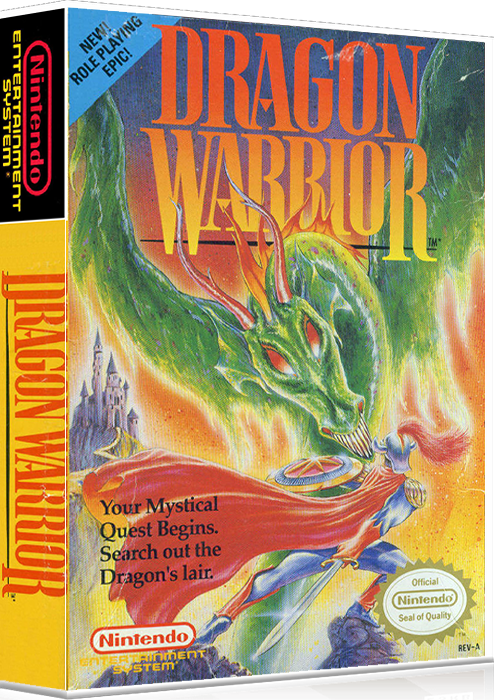 Nintendo
ENTERTAINMENT
SYSTEM®
DRAGON WARRIOR
NEW!
ROLE PLAYING
EPIC!
DRAGON
WARRIOR™
Your Mystical
Quest Begins.
Search out the
Dragon's lair.
Nintendo
ENTERTAINMENT
SYSTEM
Official
Nintendo
Seal of Quality
TM
REV-A